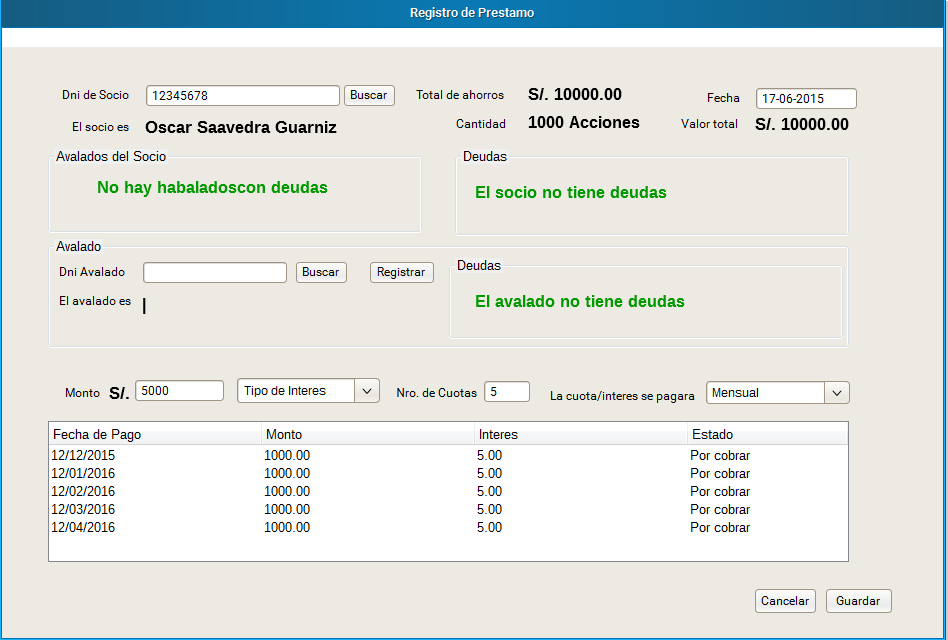 Registro de Prestamo
Dni de Socio 12345678 Buscar Total de ahorros S/. 10000.00 Fecha 17-06-2015
El socio es Oscar Saavedra Guarniz Cantidad 1000 Acciones Valor total S/. 10000.00
Avalados del Socio Deudas
No hay habaladoscon deudas El socio no tiene deudas
Avalado
Dni Avalado Buscar Registrar Deudas
El avalado es El avalado no tiene deudas
Monto S/. 5000 Tipo de Interes Nro. de Cuotas 5 La cuota/interes se pagara Mensual
Fecha de Pago Monto Interes Estado
12/12/2015 1000.00 5.00 Por cobrar
12/01/2016 1000.00 5.00 Por cobrar
12/02/2016 1000.00 5.00 Por cobrar
12/03/2016 1000.00 5.00 Por cobrar
12/04/2016 1000.00 5.00 Por cobrar
Cancelar Guardar